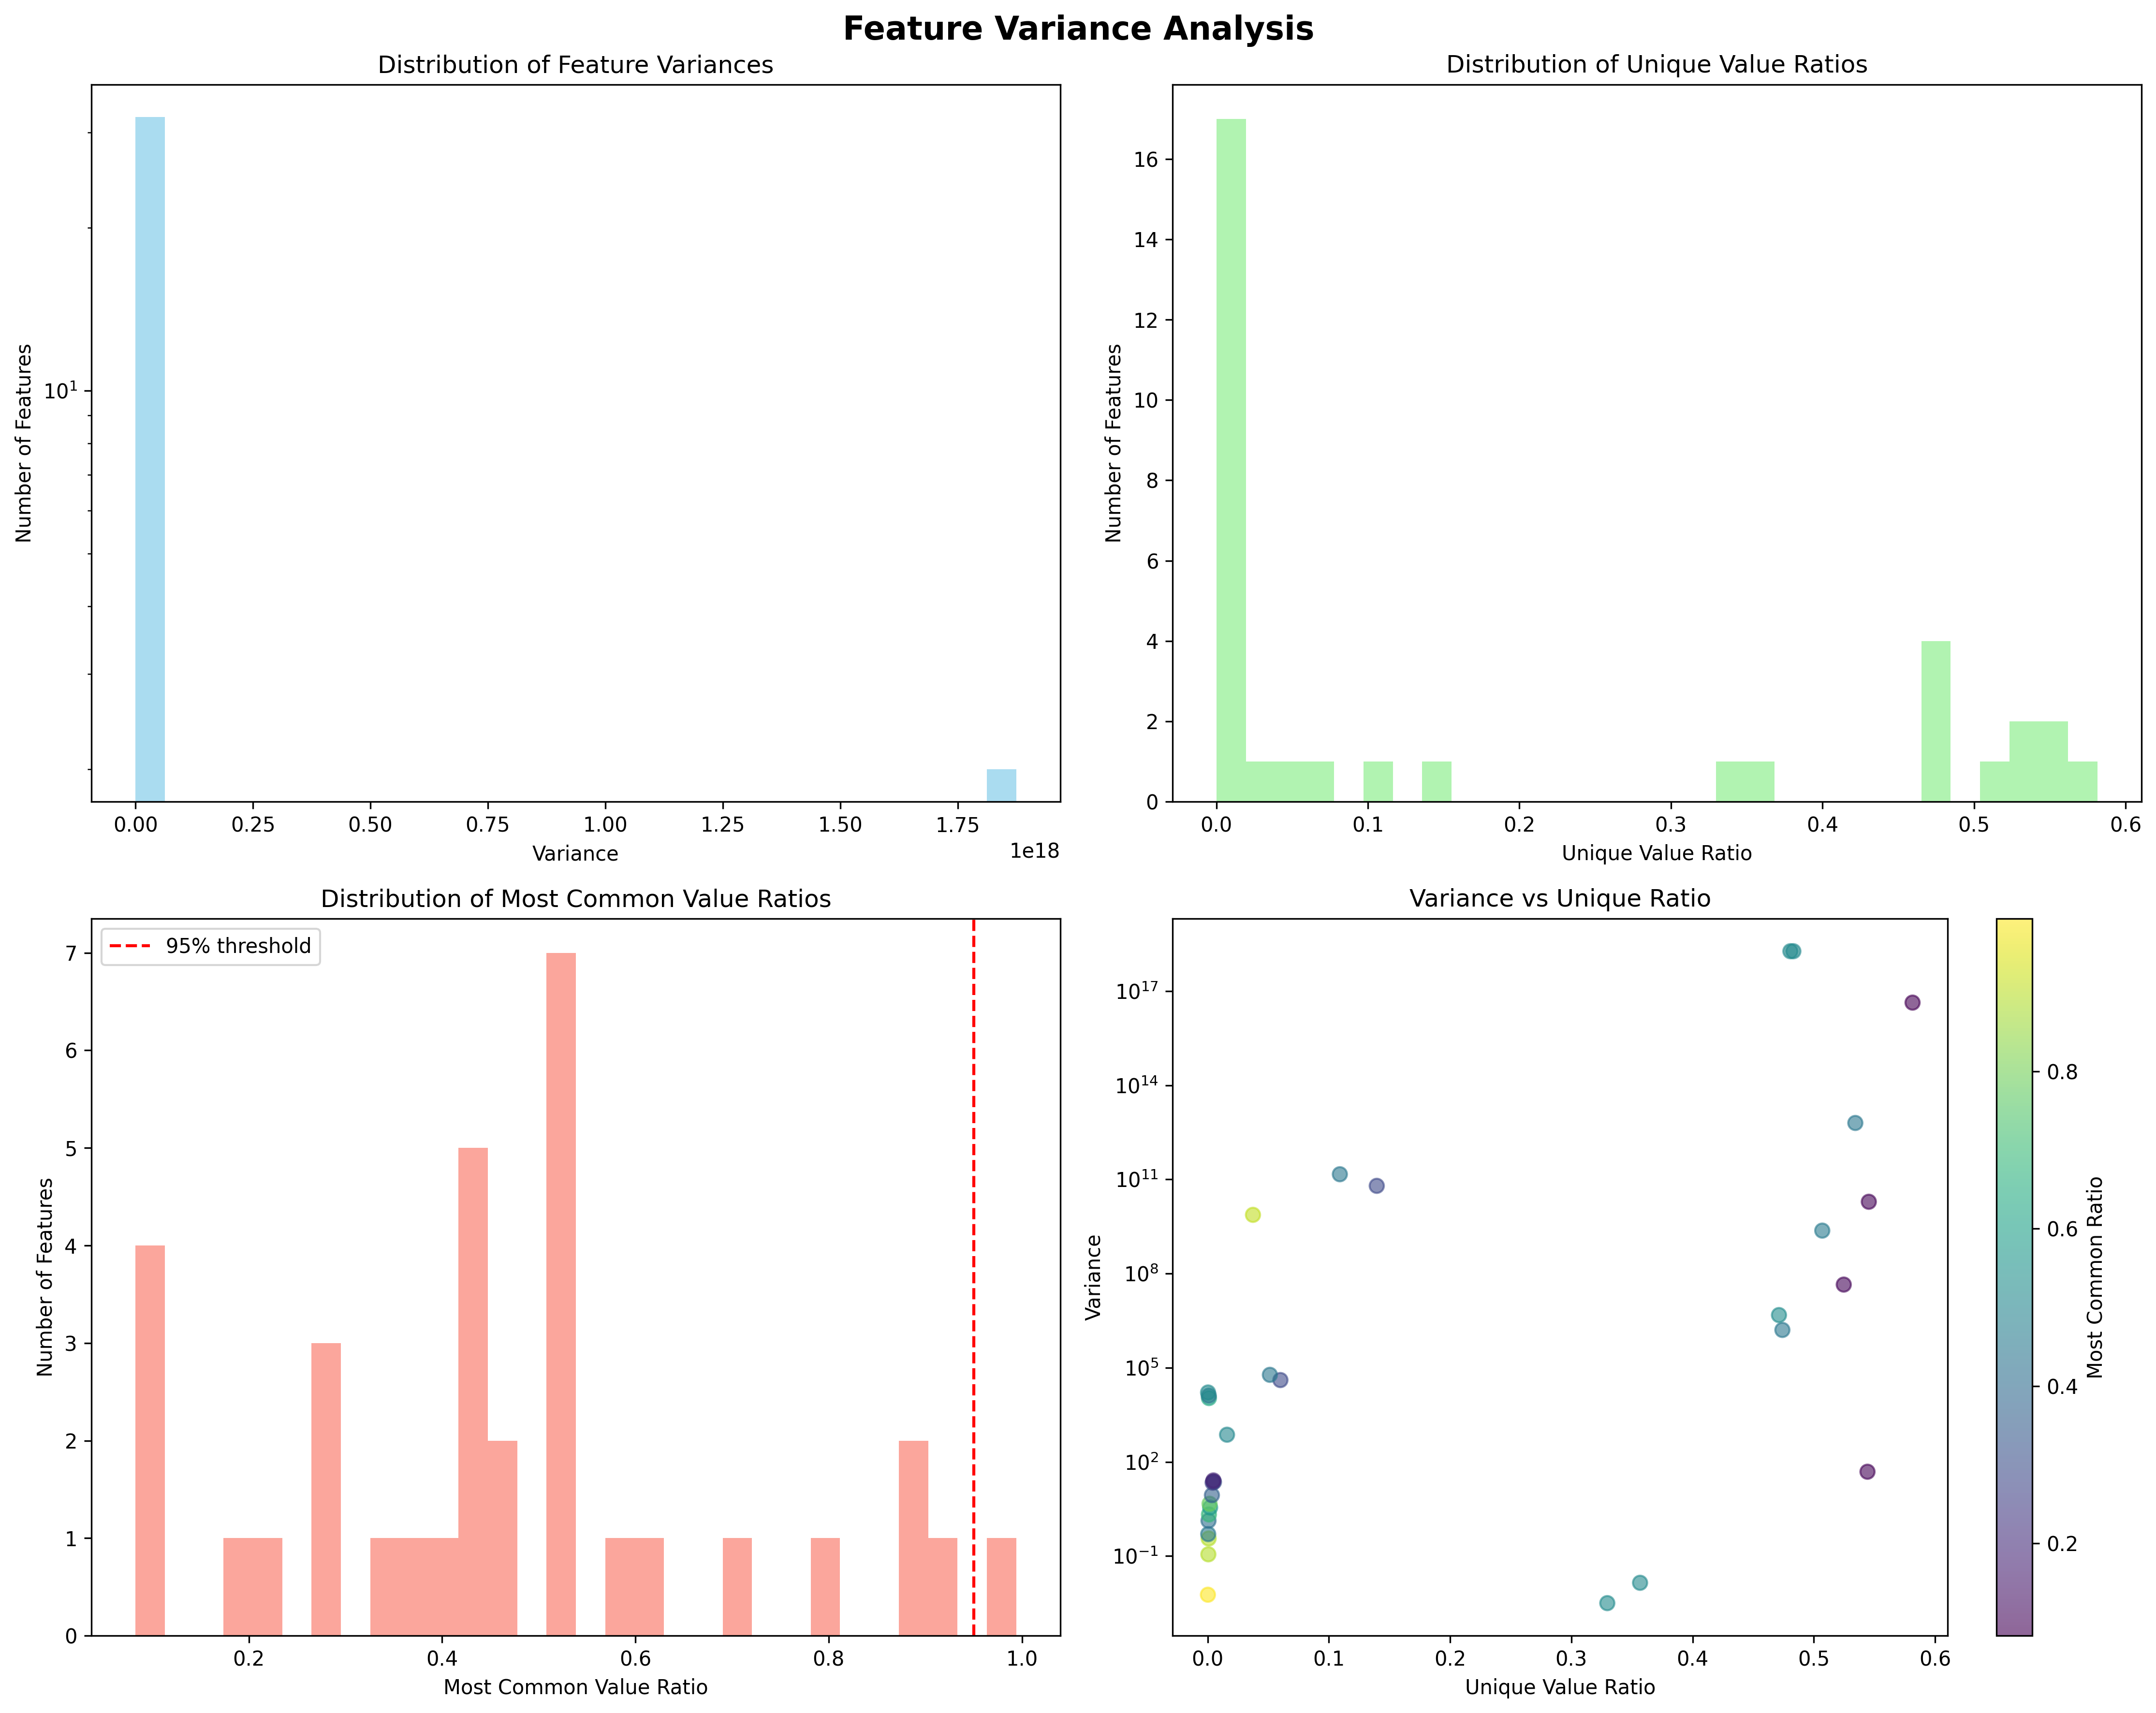 Feature Variance Analysis
Distribution of Feature Variances
Number of Features
10¹
0.00 0.25 0.50 0.75 1.00 1.25 1.50 1.75
1e18
Variance
Distribution of Unique Value Ratios
Number of Features
16
14
12
10
8
6
4
2
0
0.0 0.1 0.2 0.3 0.4 0.5 0.6
Unique Value Ratio
Distribution of Most Common Value Ratios
95% threshold
Number of Features
7
6
5
4
3
2
1
0
0.2 0.4 0.6 0.8 1.0
Most Common Value Ratio
Variance vs Unique Ratio
Variance
10¹⁷
10¹⁴
10¹¹
10⁸
10⁵
10²
10⁻¹
0.0 0.1 0.2 0.3 0.4 0.5 0.6
Unique Value Ratio
0.8
0.6
0.4
0.2
Most Common Ratio